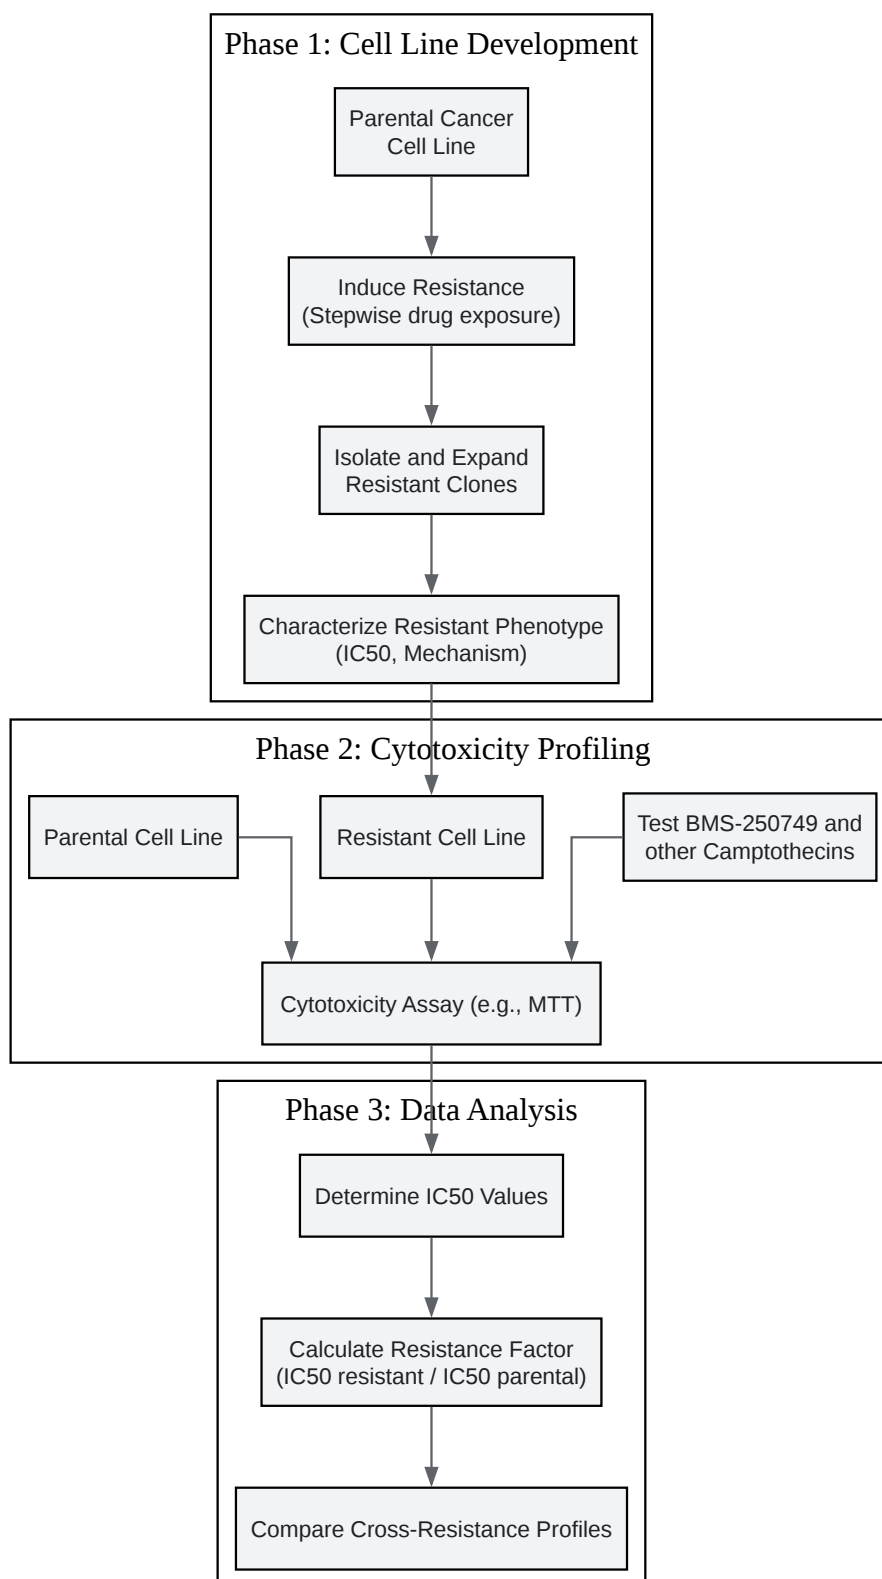 Phase 1: Cell Line Development
Parental Cancer
Cell Line
Induce Resistance
(Stepwise drug exposure)
Isolate and Expand
Resistant Clones
Characterize Resistant Phenotype
(IC50, Mechanism)
Phase 2: Cytotoxicity Profiling
Parental Cell Line
Resistant Cell Line
Test BMS-250749 and
other Camptothecins
Cytotoxicity Assay (e.g., MTT)
Phase 3: Data Analysis
Determine IC50 Values
Calculate Resistance Factor
(IC50 resistant / IC50 parental)
Compare Cross-Resistance Profiles